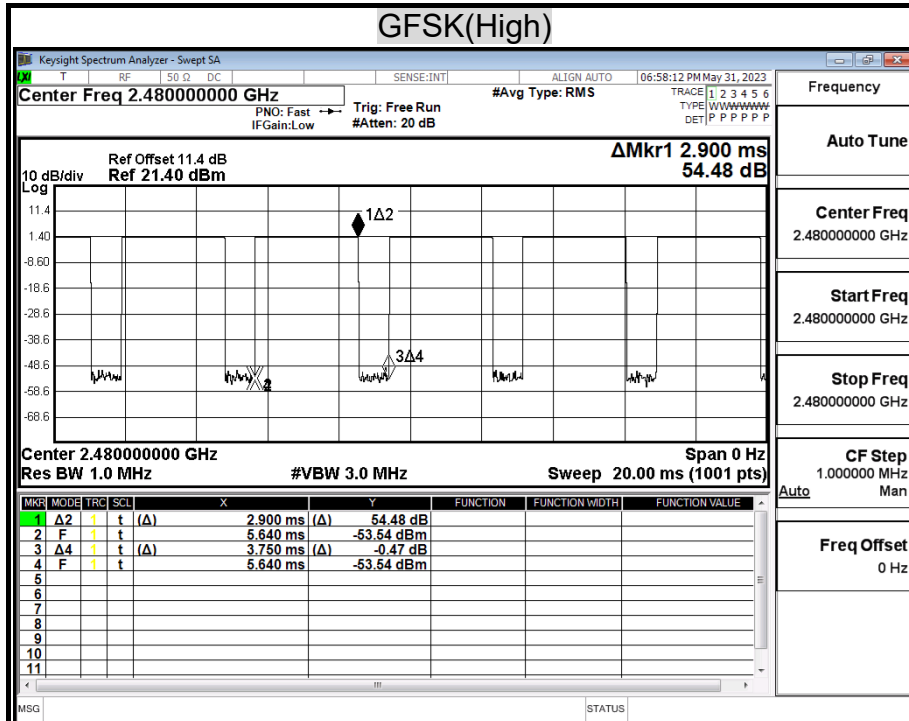 GFSK(High)
Keysight Spectrum Analyzer - Swept SA
LXI T RF 50 Ω DC SENSE:INT ALIGN AUTO 06:58:12 PM May 31, 2023
Center Freq 2.480000000 GHz
PNO: Fast
IFGain:Low
Trig: Free Run
#Atten: 20 dB
#Avg Type: RMS
TRACE 1 2 3 4 5 6
TYPE WWWWWW
DET P P P P P P
Frequency
Auto Tune
Center Freq
2.480000000 GHz
Start Freq
2.480000000 GHz
Stop Freq
2.480000000 GHz
CF Step
1.000000 MHz
Auto Man
Freq Offset
0 Hz
ΔMkr1 2.900 ms
54.48 dB
Ref Offset 11.4 dB
10 dB/div Ref 21.40 dBm
Log
11.4
1.40
-8.60
-18.6
-28.6
-38.6
-48.6
-58.6
-68.6
1Δ2
3Δ4
2
Center 2.480000000 GHz Span 0 Hz
Res BW 1.0 MHz #VBW 3.0 MHz Sweep 20.00 ms (1001 pts)
MKR MODE TRC SCL X Y FUNCTION FUNCTION WIDTH FUNCTION VALUE
1 Δ2 1 t (Δ) 2.900 ms (Δ) 54.48 dB
2 F 1 t 5.640 ms -53.54 dBm
3 Δ4 1 t (Δ) 3.750 ms (Δ) -0.47 dB
4 F 1 t 5.640 ms -53.54 dBm
5
6
7
8
9
10
11
MSG STATUS